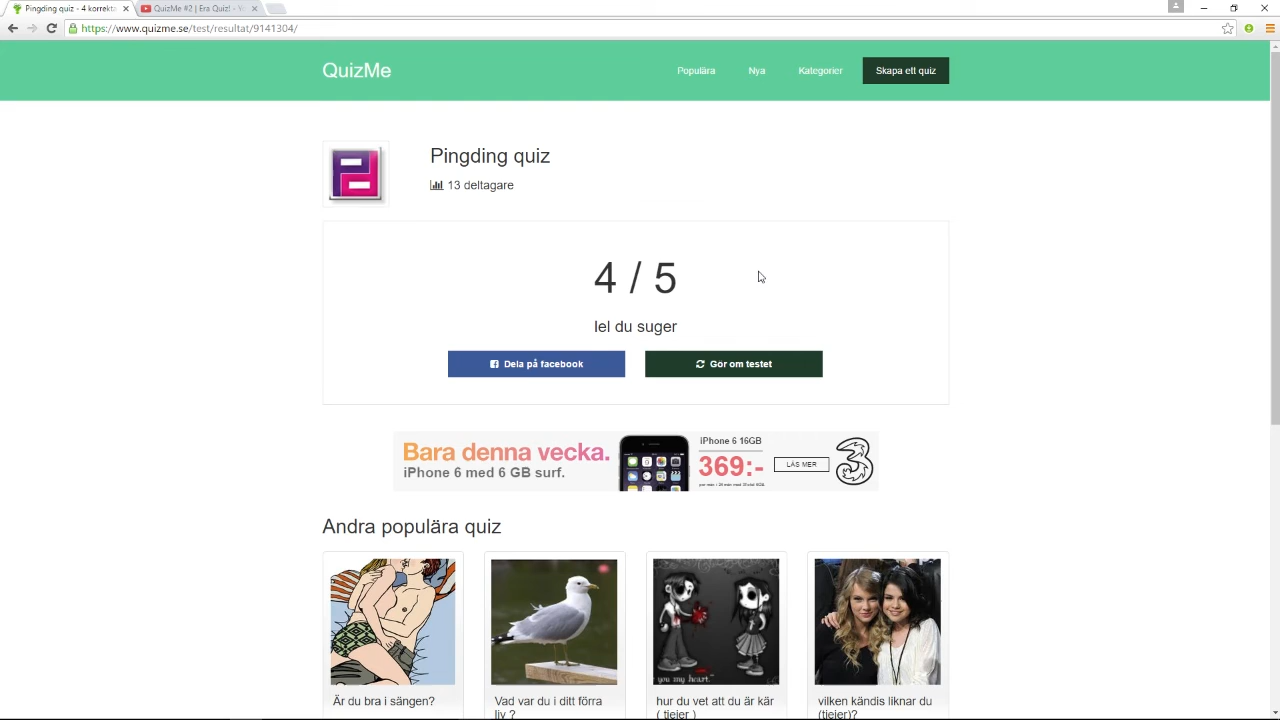 Pingding quiz - 4 korrekta
QuizMe #2 | Era Quiz! -
https://www.quizme.se/test/resultat/9141304/
QuizMe
Populära
Nya
Kategorier
Skapa ett quiz
Pingding quiz
13 deltagare
4 / 5
lel du suger
Dela på facebook
Gör om testet
Bara denna vecka.
iPhone 6 med 6 GB surf.
iPhone 6 16GB
369:-
LÄS MER
3
Andra populära quiz
Är du bra i sängen?
Vad var du i ditt förra
liv ?
you my heart
hur du vet att du är kär
( tjejer )
vilken kändis liknar du
(tjejer)?